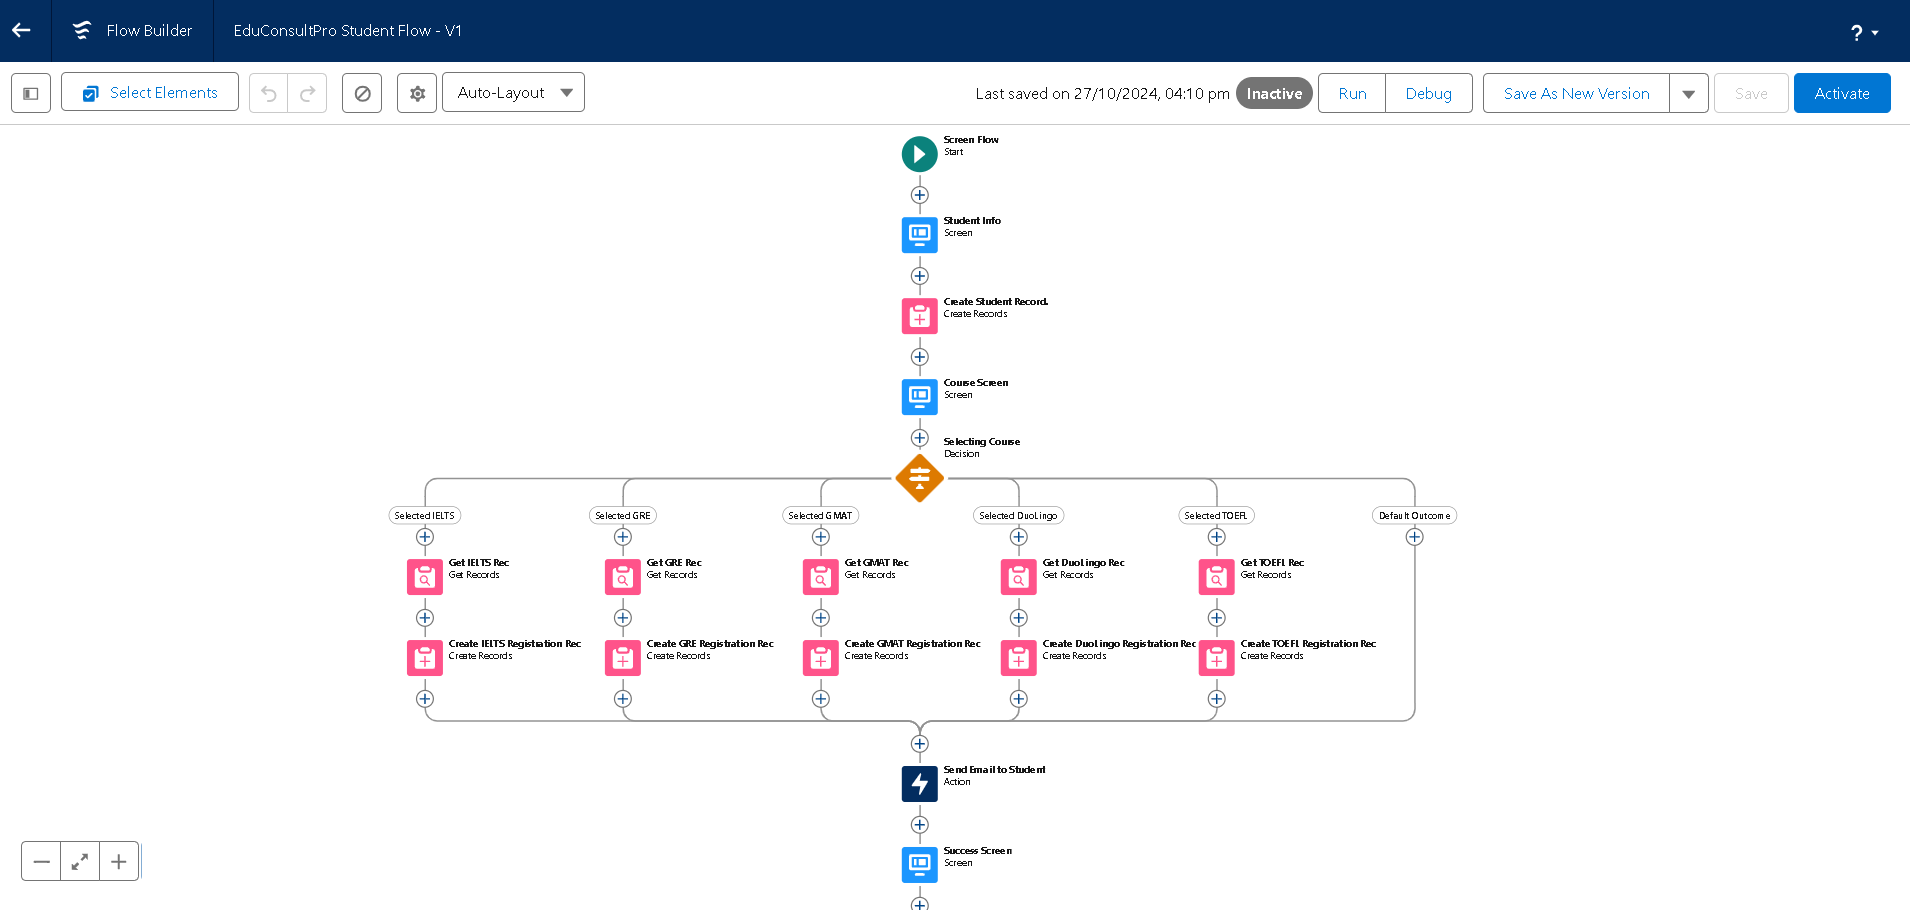 Flow Builder
EduConsultPro Student Flow - V1
?
Select Elements
Auto-Layout
Last saved on 27/10/2024, 04:10 pm
Inactive
Run
Debug
Save As New Version
Save
Activate
Screen Flow
Start
Student Info
Screen
Create Student Record.
Create Records
Course Screen
Screen
Selecting Course
Decision
Selected IELTS
Selected GRE
Selected GMAT
Selected DuoLingo
Selected TOEFL
Default Outcome
Get IELTS Rec
Get Records
Get GRE Rec
Get Records
Get GMAT Rec
Get Records
Get DuoLingo Rec
Get Records
Get TOEFL Rec
Get Records
Create IELTS Registration Rec
Create Records
Create GRE Registration Rec
Create Records
Create GMAT Registration Rec
Create Records
Create DuoLingo Registration Rec
Create Records
Create TOEFL Registration Rec
Create Records
Send Email to Student
Action
Success Screen
Screen